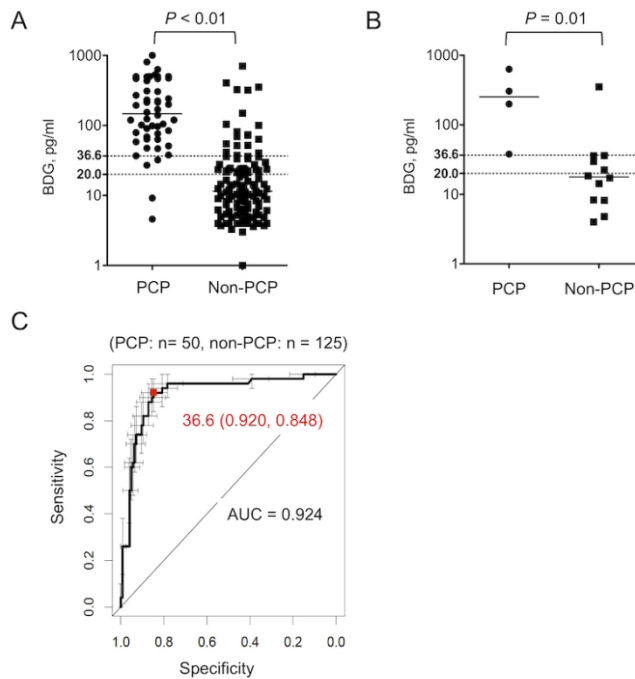 A
P < 0.01
BDG, pg/ml
1000
100
36.6
20.0
10
1
PCP
Non-PCP
B
P = 0.01
BDG, pg/ml
1000
100
36.6
20.0
10
1
PCP
Non-PCP
C
(PCP: n= 50, non-PCP: n = 125)
Sensitivity
1.0
0.8
0.6
0.4
0.2
0.0
36.6 (0.920, 0.848)
AUC = 0.924
1.0 0.8 0.6 0.4 0.2 0.0
Specificity